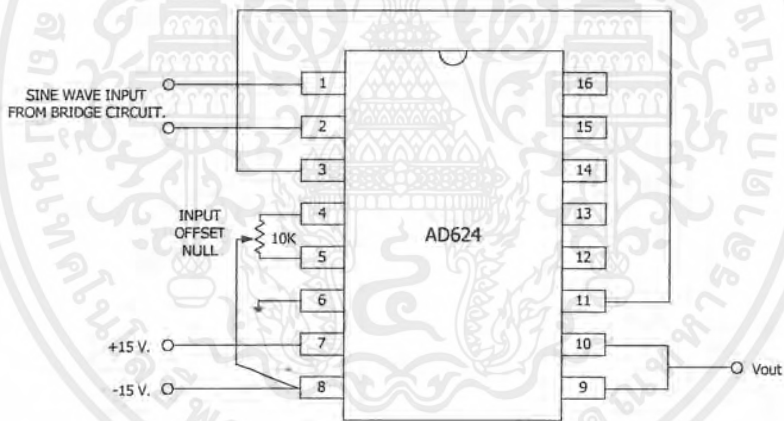 SINE WAVE INPUT
FROM BRIDGE CIRCUIT.
1
2
3
4
5
6
7
8
INPUT
OFFSET
NULL
10K
+15 V.
-15 V.
AD624
16
15
14
13
12
11
10
9
Vout